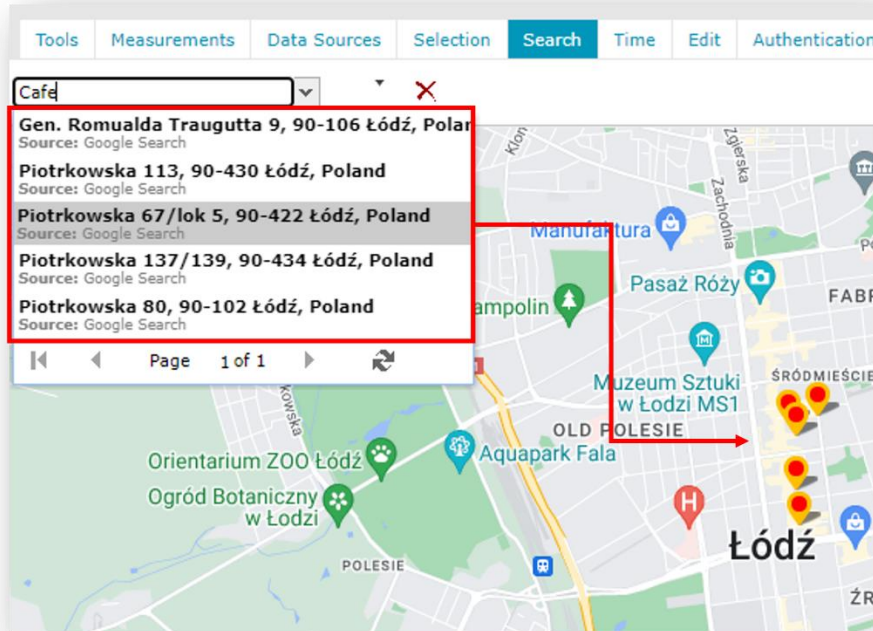 Tools Measurements Data Sources Selection Search Time Edit Authentication
Cafe
Gen. Romualda Traugutta 9, 90-106 Łódź, Polan
Source: Google Search
Piotrkowska 113, 90-430 Łódź, Poland
Source: Google Search
Piotrkowska 67/lok 5, 90-422 Łódź, Poland
Source: Google Search
Piotrkowska 137/139, 90-434 Łódź, Poland
Source: Google Search
Piotrkowska 80, 90-102 Łódź, Poland
Source: Google Search
Page 1 of 1
Klon
Zgierska
Zachodnia
Manufaktura
Pasaż Róży
FABR
ampolin
Muzeum Sztuki
w Łodzi MS1
ŚRÓDMIEŚCIE
kowska
OLD POLESIE
Orientarium ZOO Łódź
Aquapark Fala
Ogród Botaniczny
w Łodzi
H
Łódź
POLESIE
ŹR